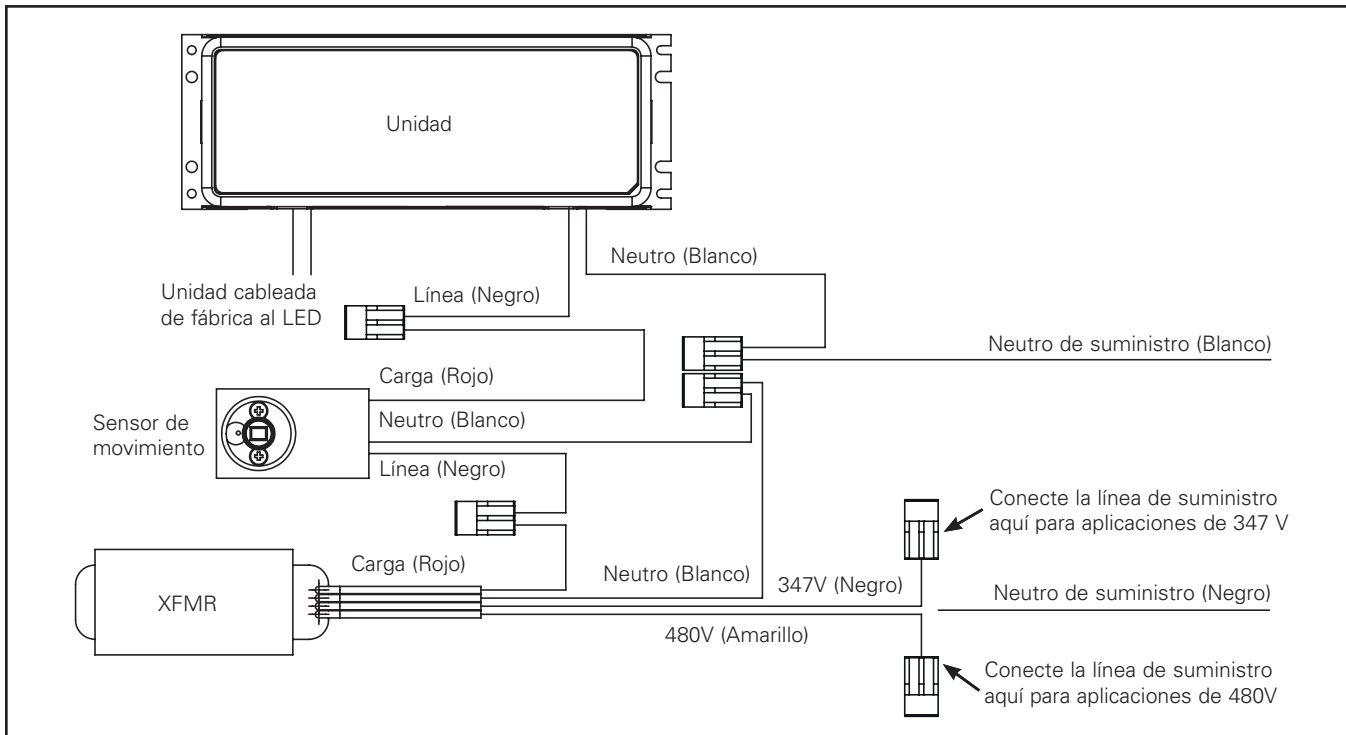 Unidad
Neutro (Blanco)
Unidad cableada
de fábrica al LED
Línea (Negro)
Neutro de suministro (Blanco)
Carga (Rojo)
Sensor de
movimiento
Neutro (Blanco)
Línea (Negro)
Conecte la línea de suministro
aquí para aplicaciones de 347 V
Carga (Rojo)
Neutro (Blanco)
347V (Negro)
XFMR
Neutro de suministro (Negro)
480V (Amarillo)
Conecte la línea de suministro
aquí para aplicaciones de 480V